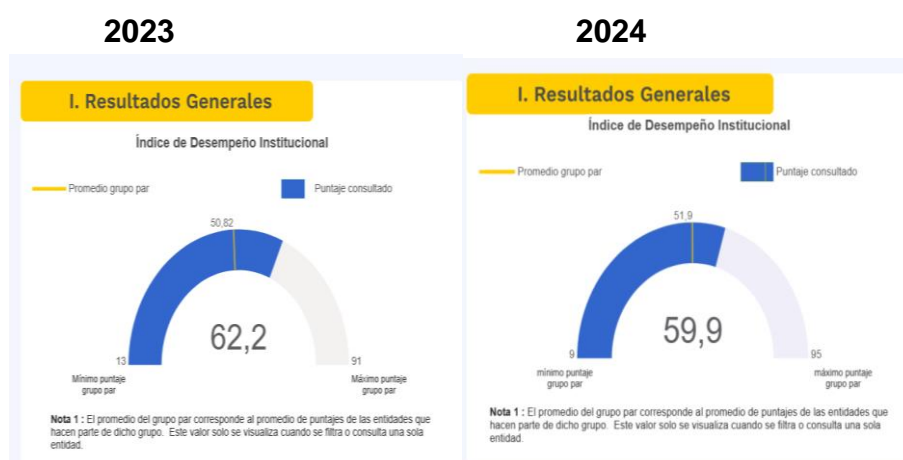 2023
I. Resultados Generales
Índice de Desempeño Institucional
Promedio grupo par
Puntaje consultado
50,82
62,2
13
91
Mínimo puntaje
grupo par
Máximo puntaje
grupo par
Nota 1 : El promedio del grupo par corresponde al promedio de puntajes de las entidades que
hacen parte de dicho grupo. Este valor solo se visualiza cuando se filtra o consulta una sola
entidad.
2024
I. Resultados Generales
Índice de Desempeño Institucional
Promedio grupo par
Puntaje consultado
51,9
59,9
9
95
mínimo puntaje
grupo par
máximo puntaje
grupo par
Nota 1 : El promedio del grupo par corresponde al promedio de puntajes de las entidades que
hacen parte de dicho grupo. Este valor solo se visualiza cuando se filtra o consulta una sola
entidad.